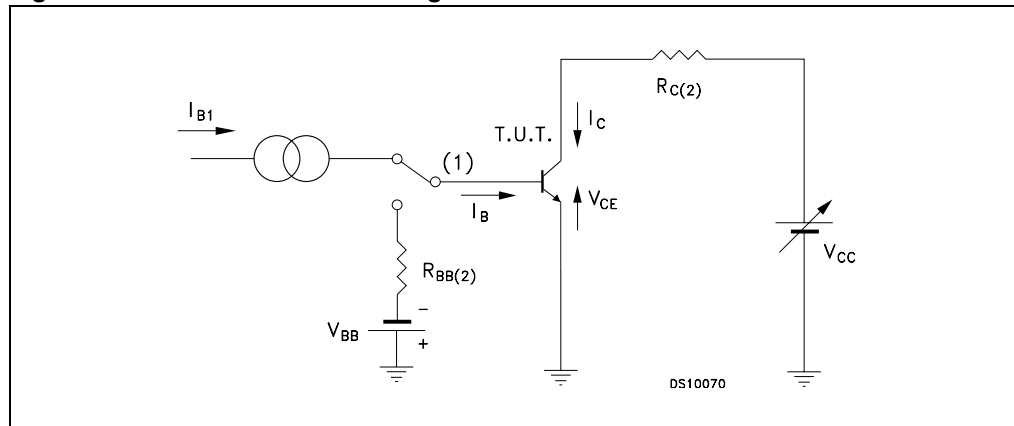 I_B1
R_C(2)
I_C
T.U.T.
(1)
I_B
V_CE
V_CC
R_BB(2)
V_BB
-
+
DS10070